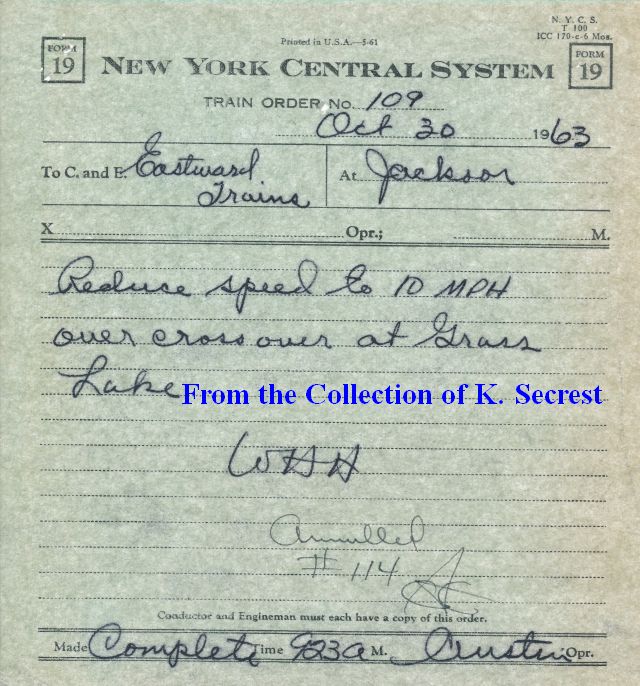 N. Y. C. S.
T 100
ICC 170-c-6 Mos.
Printed in U.S.A.—5-61
FORM 19
NEW YORK CENTRAL SYSTEM
FORM 19
TRAIN ORDER No. 109
Oct 30 1963
To C. and E. Eastward Trains
At Jackson
X Opr.; M.
Reduce speed to 10 MPH
over crossover at Grass
Lake
From the Collection of K. Secrest
WHH
Annulled
# 114
Conductor and Engineman must each have a copy of this order.
Made Complete Time 923A M. Austin Opr.